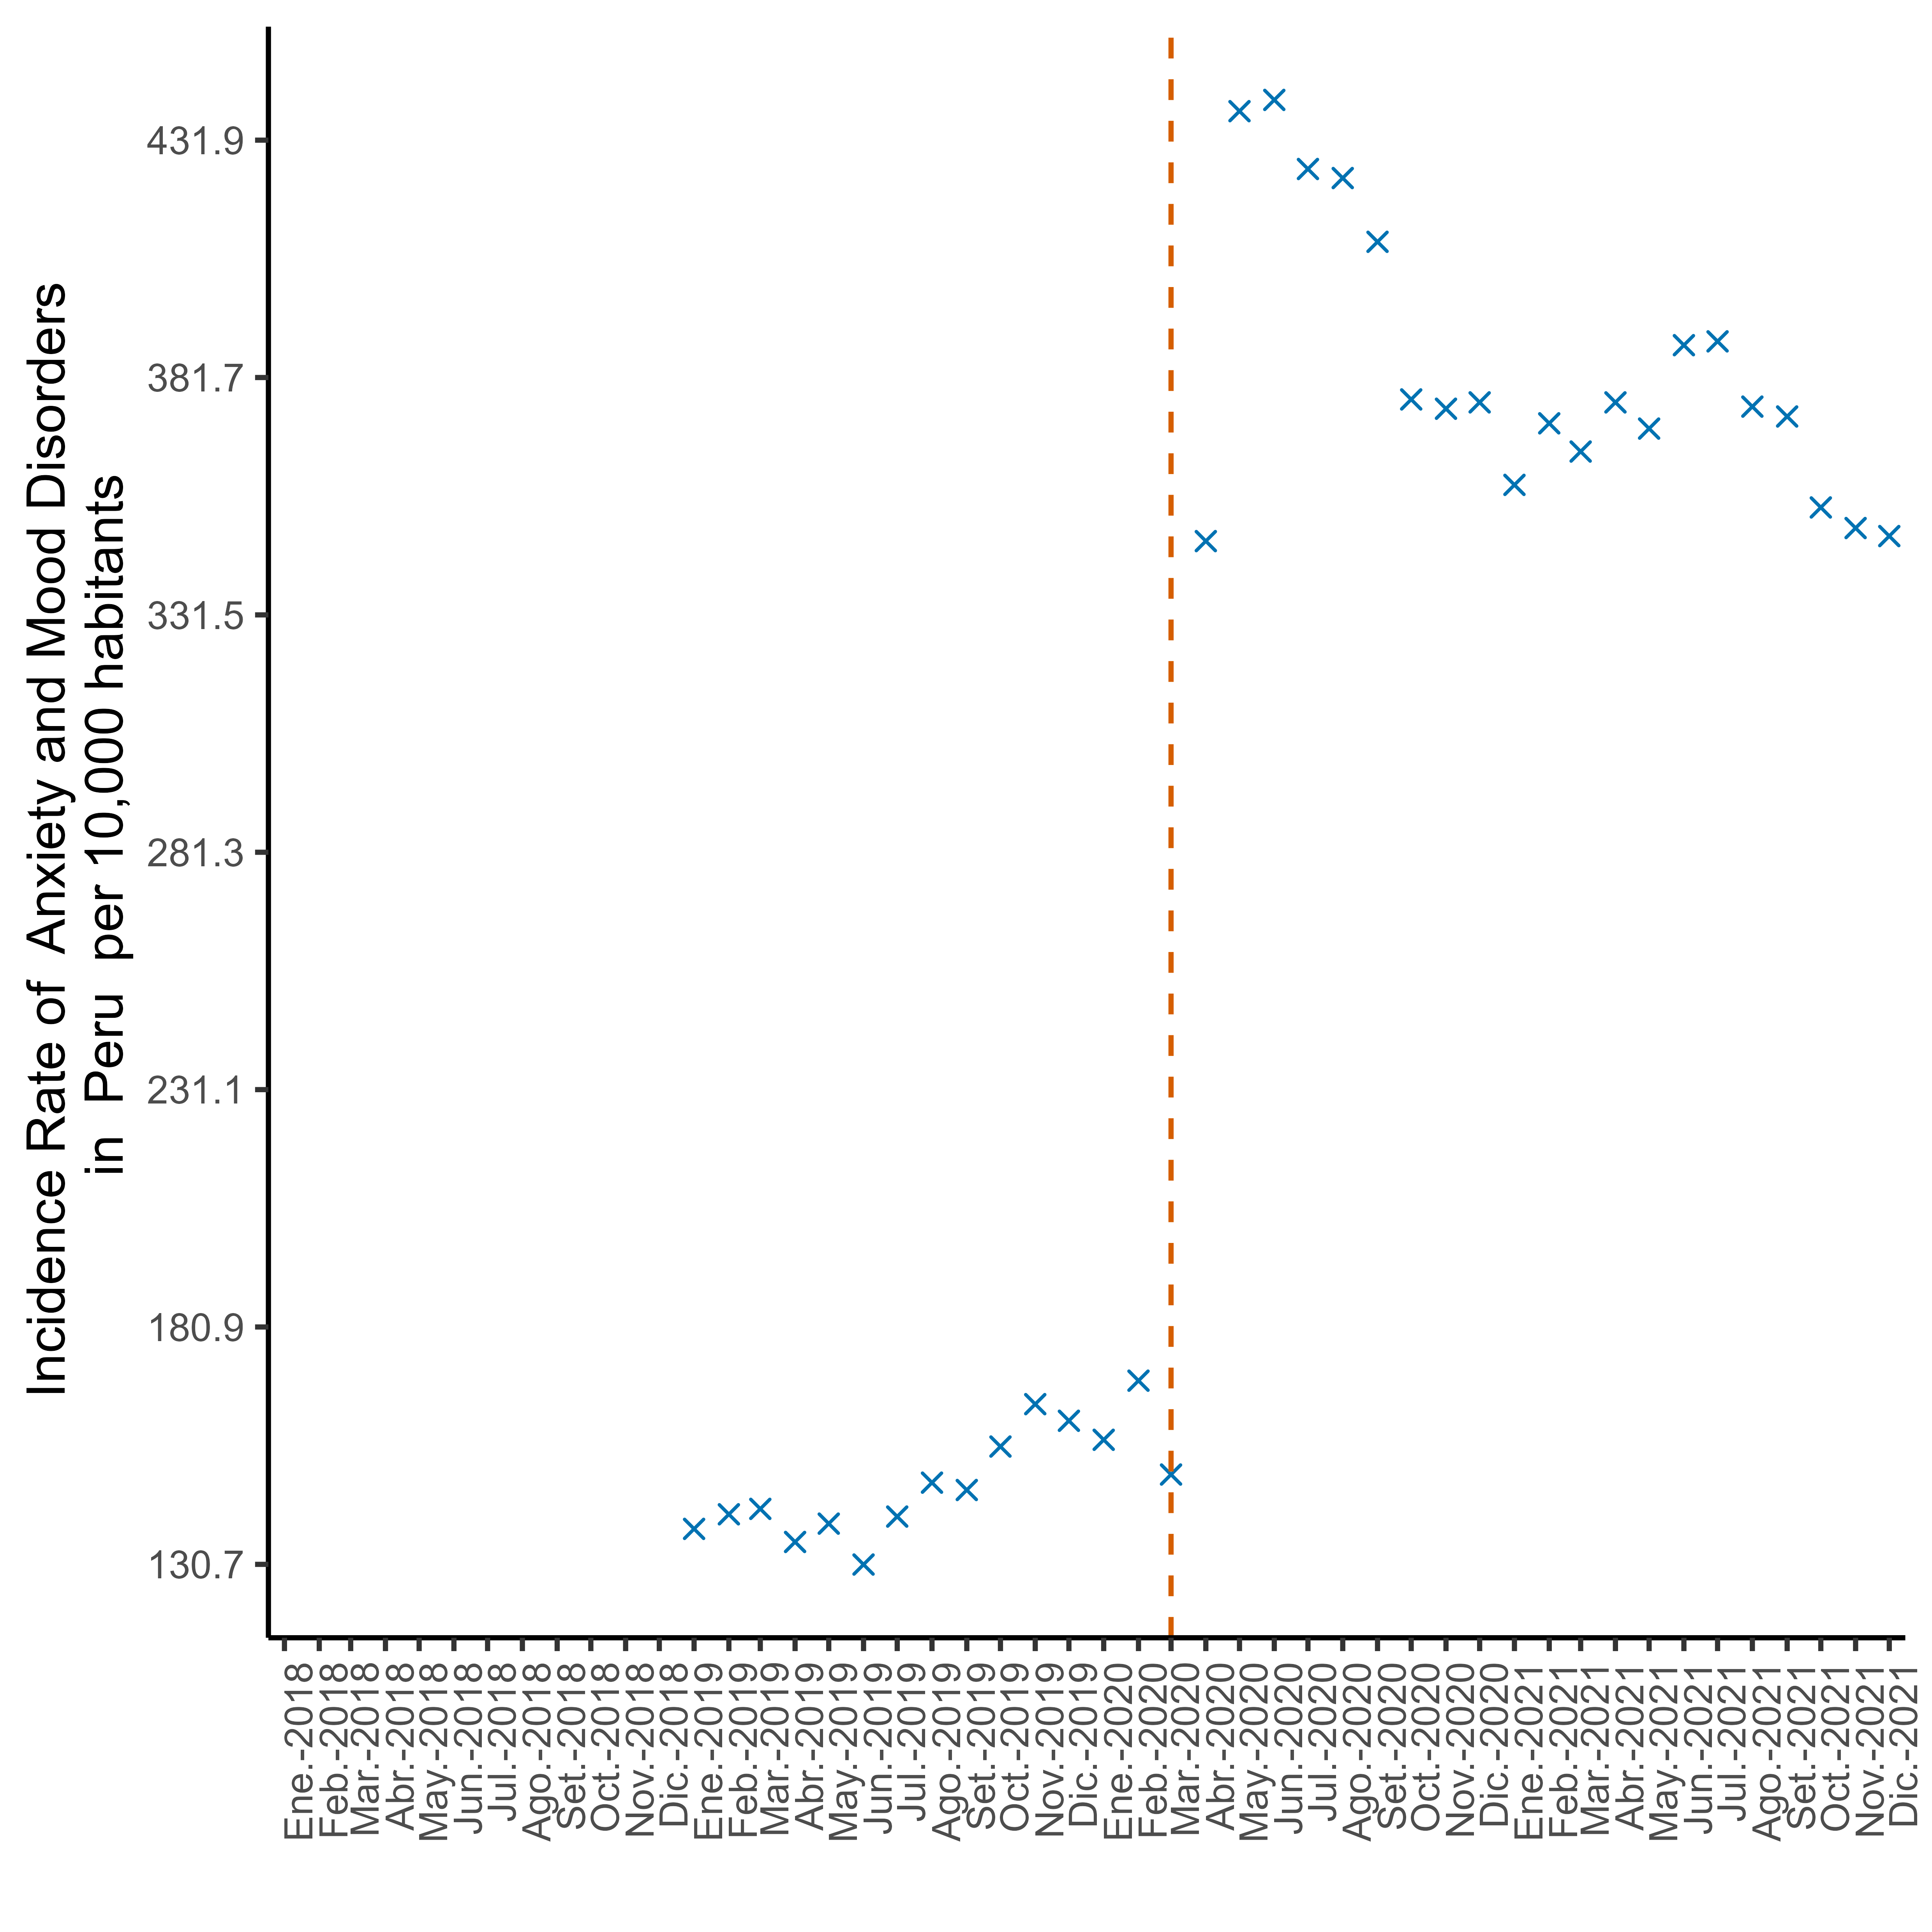 Incidence Rate of  Anxiety and Mood Disorders
in  Peru  per 10,000 habitants
431.9
381.7
331.5
281.3
231.1
180.9
130.7
Ene.-2018
Feb.-2018
Mar.-2018
Abr.-2018
May.-2018
Jun.-2018
Jul.-2018
Ago.-2018
Set.-2018
Oct.-2018
Nov.-2018
Dic.-2018
Ene.-2019
Feb.-2019
Mar.-2019
Abr.-2019
May.-2019
Jun.-2019
Jul.-2019
Ago.-2019
Set.-2019
Oct.-2019
Nov.-2019
Dic.-2019
Ene.-2020
Feb.-2020
Mar.-2020
Abr.-2020
May.-2020
Jun.-2020
Jul.-2020
Ago.-2020
Set.-2020
Oct.-2020
Nov.-2020
Dic.-2020
Ene.-2021
Feb.-2021
Mar.-2021
Abr.-2021
May.-2021
Jun.-2021
Jul.-2021
Ago.-2021
Set.-2021
Oct.-2021
Nov.-2021
Dic.-2021